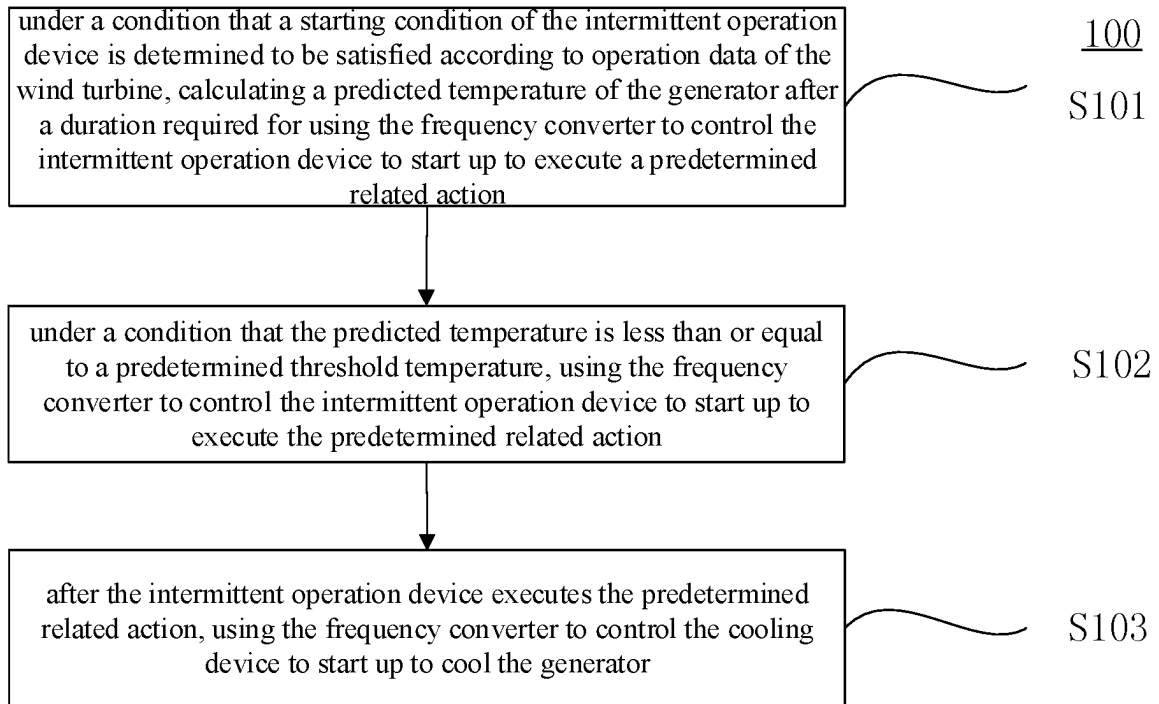 under a condition that a starting condition of the intermittent operation
device is determined to be satisfied according to operation data of the
wind turbine, calculating a predicted temperature of the generator after
a duration required for using the frequency converter to control the
intermittent operation device to start up to execute a predetermined
related action
100
S101
under a condition that the predicted temperature is less than or equal
to a predetermined threshold temperature, using the frequency
converter to control the intermittent operation device to start up to
execute the predetermined related action
S102
after the intermittent operation device executes the predetermined
related action, using the frequency converter to control the cooling
device to start up to cool the generator
S103